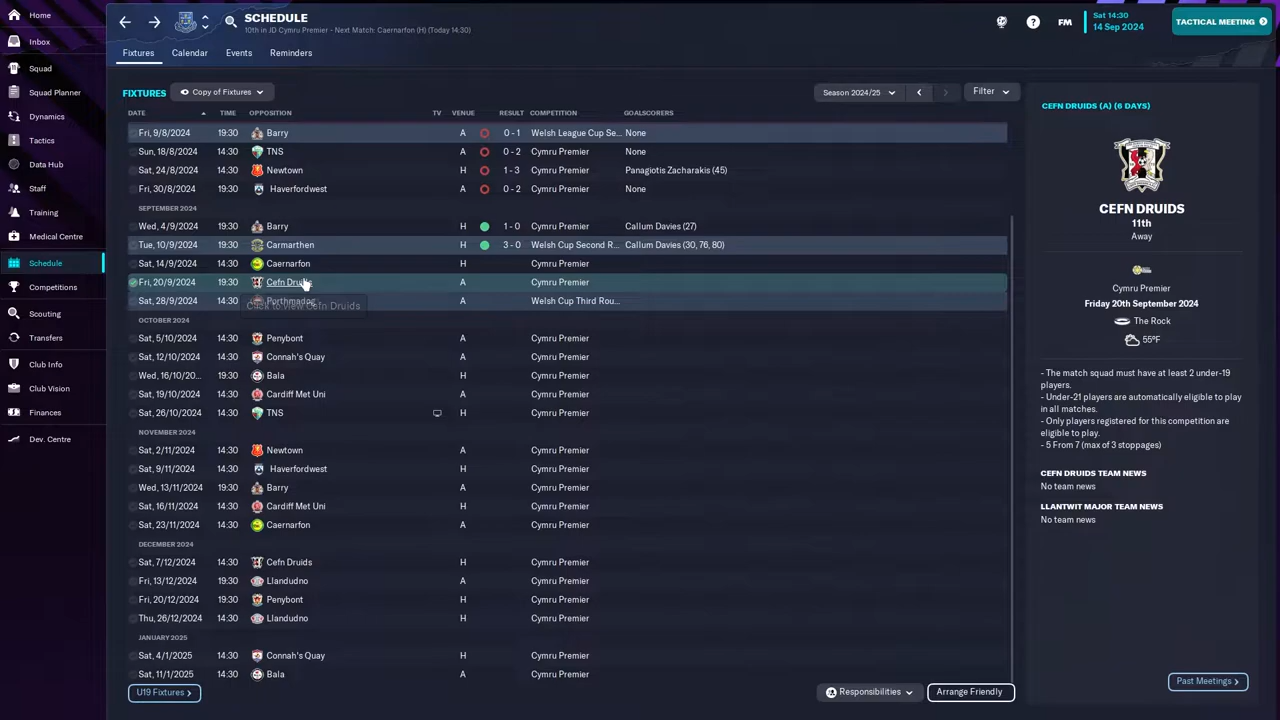 Home
SCHEDULE
10th in JD Cymru Premier - Next Match: Caernarfon (H) (Today 14:30)
FM
Sat 14:30
14 Sep 2024
TACTICAL MEETING
Inbox
Squad
Squad Planner
Dynamics
Tactics
Data Hub
Staff
Training
Medical Centre
Schedule
Competitions
Scouting
Transfers
Club Info
Club Vision
Finances
Dev. Centre
Fixtures Calendar Events Reminders
FIXTURES Copy of Fixtures Season 2024/25 Filter
DATE TIME OPPOSITION TV VENUE RESULT COMPETITION GOALSCORERS
Fri, 9/8/2024 19:30 Barry A 0 - 1 Welsh League Cup Se... None
Sun, 18/8/2024 14:30 TNS A 0 - 2 Cymru Premier None
Sat, 24/8/2024 14:30 Newtown H 1 - 3 Cymru Premier Panagiotis Zacharakis (45)
Fri, 30/8/2024 19:30 Haverfordwest A 0 - 2 Cymru Premier None
SEPTEMBER 2024
Wed, 4/9/2024 19:30 Barry H 1 - 0 Cymru Premier Callum Davies (27)
Tue, 10/9/2024 19:30 Carmarthen H 3 - 0 Welsh Cup Second R... Callum Davies (30, 76, 80)
Sat, 14/9/2024 14:30 Caernarfon H Cymru Premier
Fri, 20/9/2024 19:30 Cefn Druids A Cymru Premier
Sat, 28/9/2024 14:30 Porthmadog A Welsh Cup Third Rou...
Click to view Cefn Druids
OCTOBER 2024
Sat, 5/10/2024 14:30 Penybont A Cymru Premier
Sat, 12/10/2024 14:30 Connah's Quay A Cymru Premier
Wed, 16/10/20... 19:30 Bala H Cymru Premier
Sat, 19/10/2024 14:30 Cardiff Met Uni A Cymru Premier
Sat, 26/10/2024 14:30 TNS H Cymru Premier
NOVEMBER 2024
Sat, 2/11/2024 14:30 Newtown A Cymru Premier
Sat, 9/11/2024 14:30 Haverfordwest H Cymru Premier
Wed, 13/11/2024 19:30 Barry A Cymru Premier
Sat, 16/11/2024 14:30 Cardiff Met Uni H Cymru Premier
Sat, 23/11/2024 14:30 Caernarfon A Cymru Premier
DECEMBER 2024
Sat, 7/12/2024 14:30 Cefn Druids H Cymru Premier
Fri, 13/12/2024 19:30 Llandudno A Cymru Premier
Fri, 20/12/2024 19:30 Penybont H Cymru Premier
Thu, 26/12/2024 14:30 Llandudno H Cymru Premier
JANUARY 2025
Sat, 4/1/2025 14:30 Connah's Quay H Cymru Premier
Sat, 11/1/2025 14:30 Bala A Cymru Premier
U19 Fixtures Responsibilities Arrange Friendly
CEFN DRUIDS (A) (6 DAYS)
CEFN DRUIDS
11th
Away
Cymru Premier
Friday 20th September 2024
The Rock
55°F
- The match squad must have at least 2 under-19
players.
- Under-21 players are automatically eligible to play
in all matches.
- Only players registered for this competition are
eligible to play.
- 5 From 7 (max of 3 stoppages)
CEFN DRUIDS TEAM NEWS
No team news
LLANTWIT MAJOR TEAM NEWS
No team news
Past Meetings